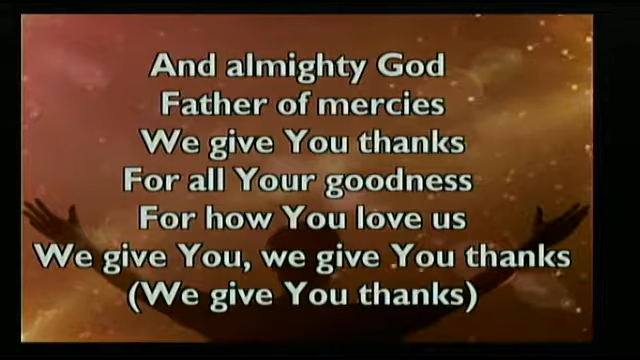 And almighty God
Father of mercies
We give You thanks
For all Your goodness
For how You love us
We give You, we give You thanks
(We give You thanks)